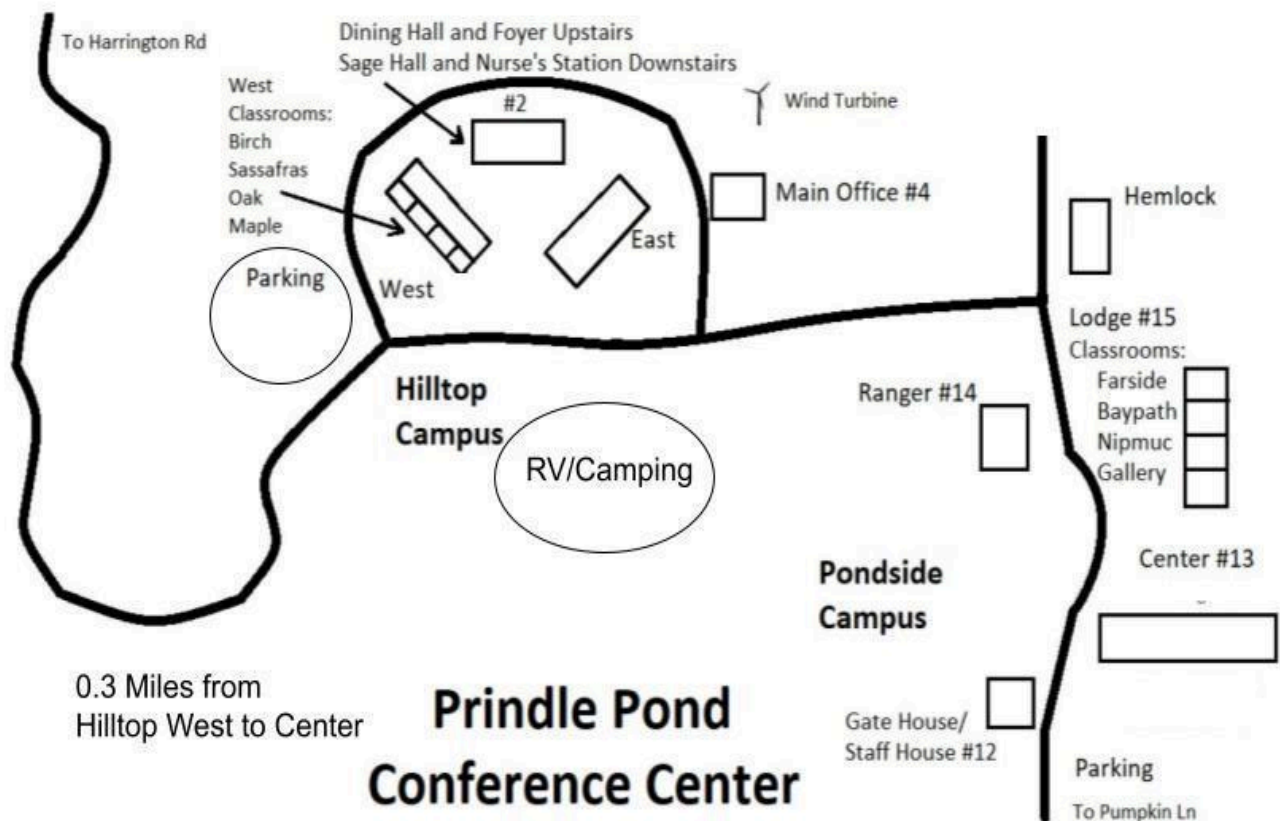 To Harrington Rd
Dining Hall and Foyer Upstairs
Sage Hall and Nurse's Station Downstairs
West
Classrooms:
Birch
Sassafras
Oak
Maple
#2
Wind Turbine
Main Office #4
Hemlock
East
West
Parking
Lodge #15
Classrooms:
Farside
Baypath
Nipmuc
Gallery
Ranger #14
Hilltop
Campus
RV/Camping
Center #13
Pondside
Campus
0.3 Miles from
Hilltop West to Center
Prindle Pond
Conference Center
Gate House/
Staff House #12
Parking
To Pumpkin Ln